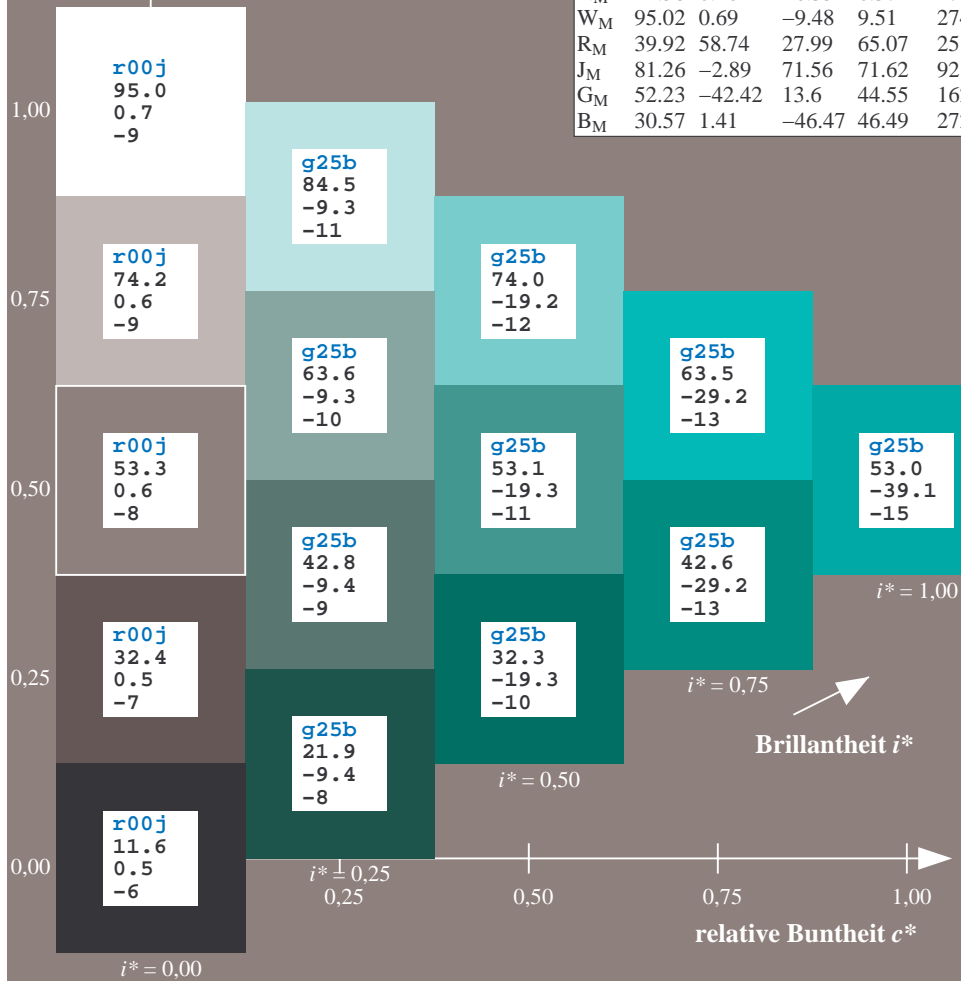 W_M 95.02 0.69 −9.48 9.51
R_M 39.92 58.74 27.99 65.07
J_M 81.26 −2.89 71.56 71.62
G_M 52.23 −42.42 13.6 44.55
B_M 30.57 1.41 −46.47 46.49
r00j
95.0
0.7
−9
1,00
g25b
84.5
−9.3
−11
r00j
74.2
0.6
−9
g25b
74.0
−19.2
−12
0,75
g25b
63.6
−9.3
−10
g25b
63.5
−29.2
−13
r00j
53.3
0.6
−8
g25b
53.1
−19.3
−11
g25b
53.0
−39.1
−15
0,50
g25b
42.8
−9.4
−9
g25b
42.6
−29.2
−13
i* = 1,00
r00j
32.4
0.5
−7
g25b
32.3
−19.3
−10
0,25
i* = 0,75
g25b
21.9
−9.4
−8
Brillantheit i*
i* = 0,50
r00j
11.6
0.5
−6
0,00
i* = 0,25
0,25 0,50 0,75 1,00
relative Buntheit c*
i* = 0,00